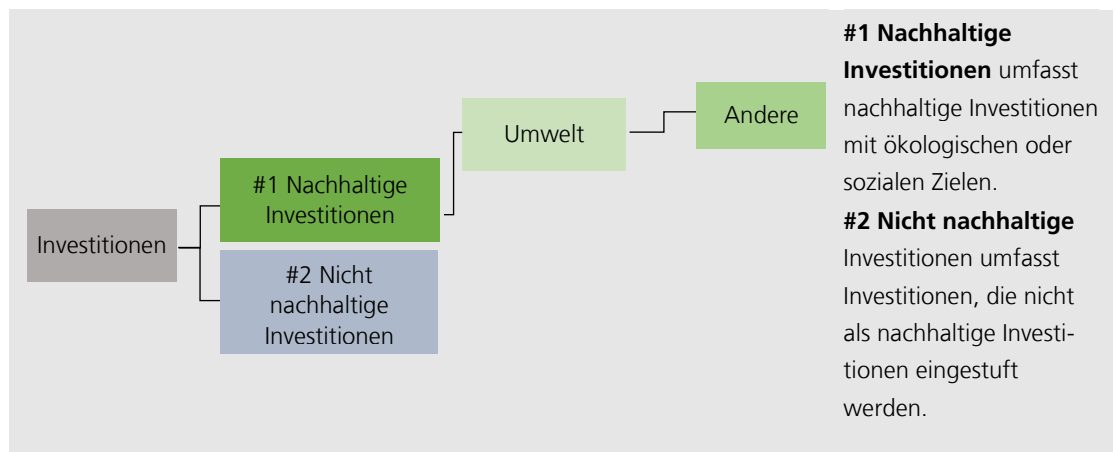 Investitionen
#1 Nachhaltige
Investitionen
#2 Nicht
nachhaltige
Investitionen
Umwelt
Andere
#1 Nachhaltige
Investitionen umfasst
nachhaltige Investitionen
mit ökologischen oder
sozialen Zielen.
#2 Nicht nachhaltige
Investitionen umfasst
Investitionen, die nicht
als nachhaltige Investi-
tionen eingestuft
werden.